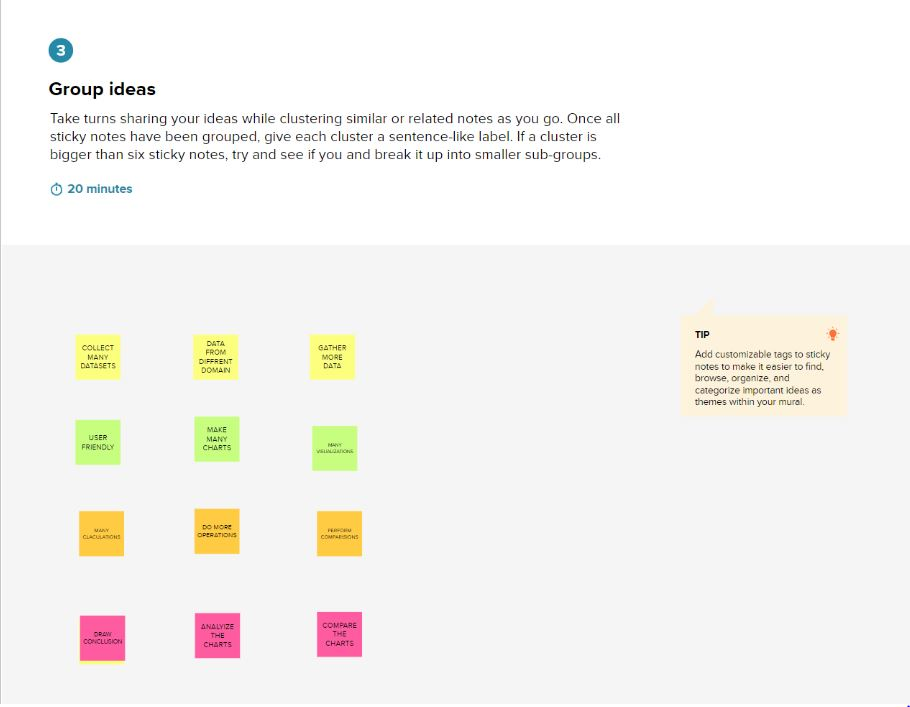 3
Group ideas
Take turns sharing your ideas while clustering similar or related notes as you go. Once all
sticky notes have been grouped, give each cluster a sentence-like label. If a cluster is
bigger than six sticky notes, try and see if you and break it up into smaller sub-groups.
20 minutes
TIP
Add customizable tags to sticky
notes to make it easier to find,
browse, organize, and
categorize important ideas as
themes within your mural.
COLLECT
MANY
DATASETS
DATA
FROM
DIFFRENT
DOMAIN
GATHER
MORE
DATA
USER
FRIENDLY
MAKE
MANY
CHARTS
MANY
VISUALIZATIONS
MANY
CLACULATIONS
DO MORE
OPERATIONS
PERFORM
COMPARISIONS
DRAW
CONCLUSION
ANALYIZE
THE
CHARTS
COMPARE
THE
CHARTS